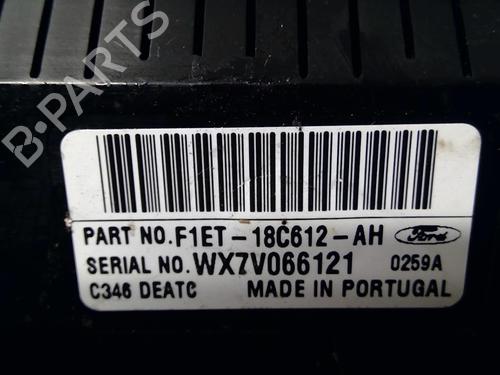 B-PARTS
PART NO. F1ET-18C612-AH Ford
SERIAL NO. WX7V066121 0259A
C346 DEATC MADE IN PORTUGAL